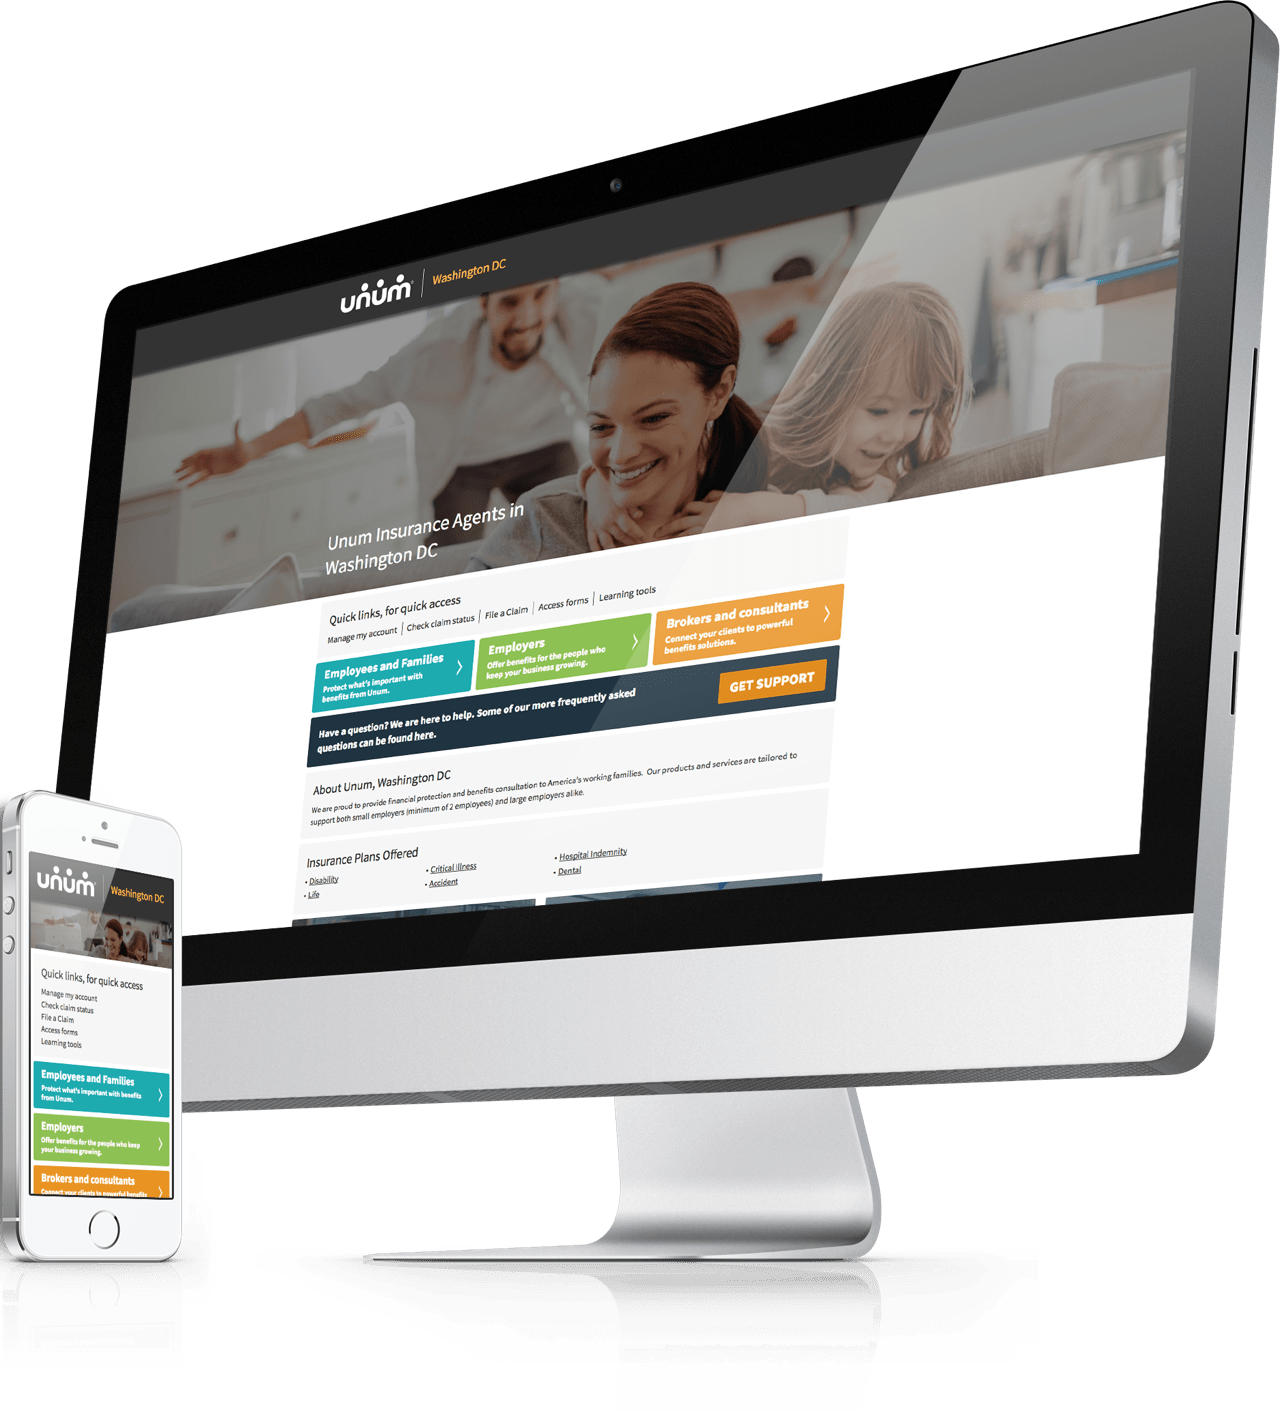 unum
Washington DC
Unum Insurance Agents in
Washington DC
Quick links, for quick access
Manage my account | Check claim status | File a Claim | Access forms | Learning tools
Employees and Families
Protect what's important with
benefits from Unum.
Employers
Offer benefits for the people who
keep your business growing.
Brokers and consultants
Connect your clients to powerful
benefits solutions.
Have a question? We are here to help. Some of our more frequently asked
questions can be found here.
GET SUPPORT
About Unum, Washington DC
We are proud to provide financial protection and benefits consultation to America's working families. Our products and services are tailored to
support both small employers (minimum of 2 employees) and large employers alike.
Insurance Plans Offered
• Disability
• Life
• Critical Illness
• Accident
• Hospital Indemnity
• Dental
unum
Washington DC
Quick links, for quick access
Manage my account
Check claim status
File a Claim
Access forms
Learning tools
Employees and Families
Protect what's important with benefits
from Unum.
Employers
Offer benefits for the people who keep
your business growing.
Brokers and consultants
Connect your clients to powerful benefits